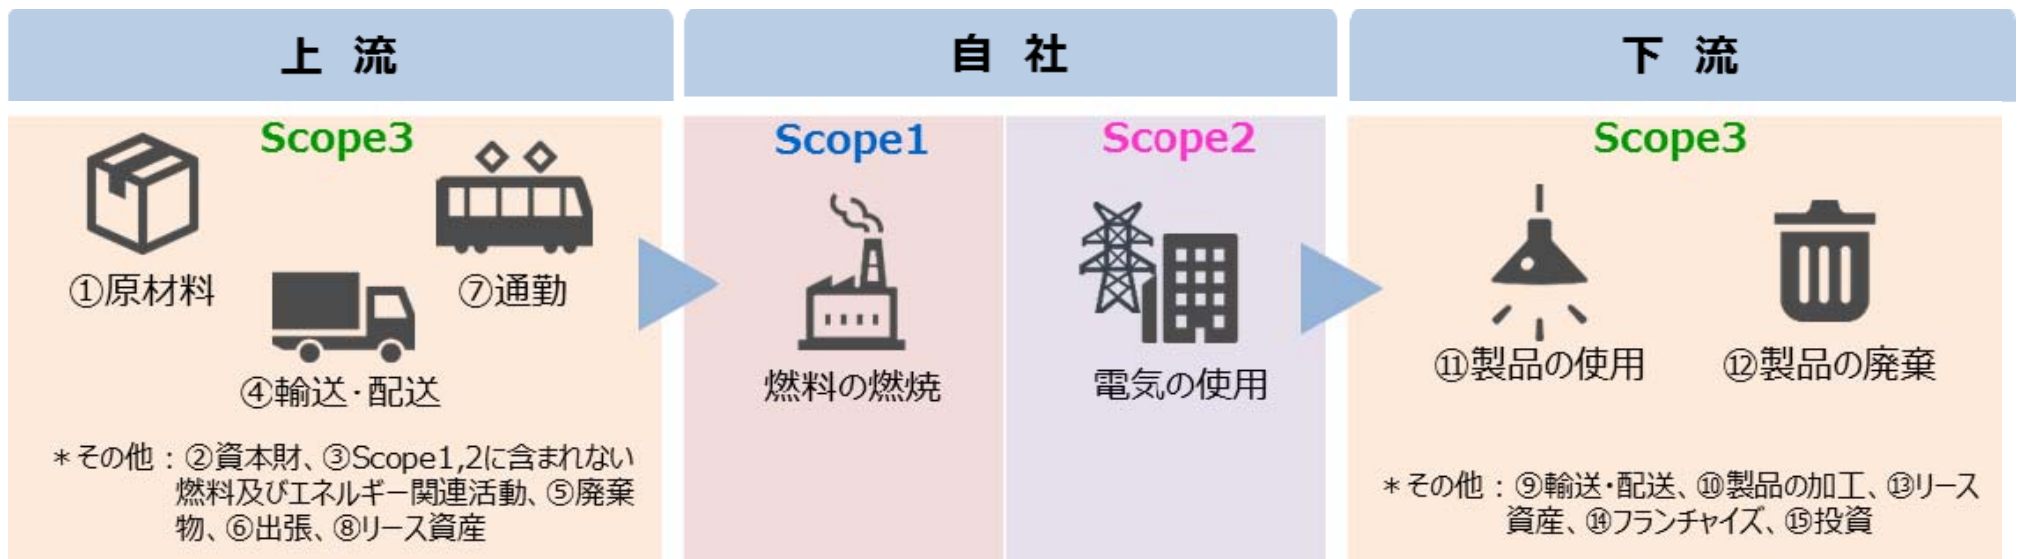 上 流
Scope3
①原材料
⑦通勤
④輸送・配送
＊その他：②資本財、③Scope1,2に含まれない
燃料及びエネルギー関連活動、⑤廃棄
物、⑥出張、⑧リース資産
自 社
Scope1
燃料の燃焼
Scope2
電気の使用
下 流
Scope3
⑪製品の使用
⑫製品の廃棄
＊その他：⑨輸送・配送、⑩製品の加工、⑬リース
資産、⑭フランチャイズ、⑮投資